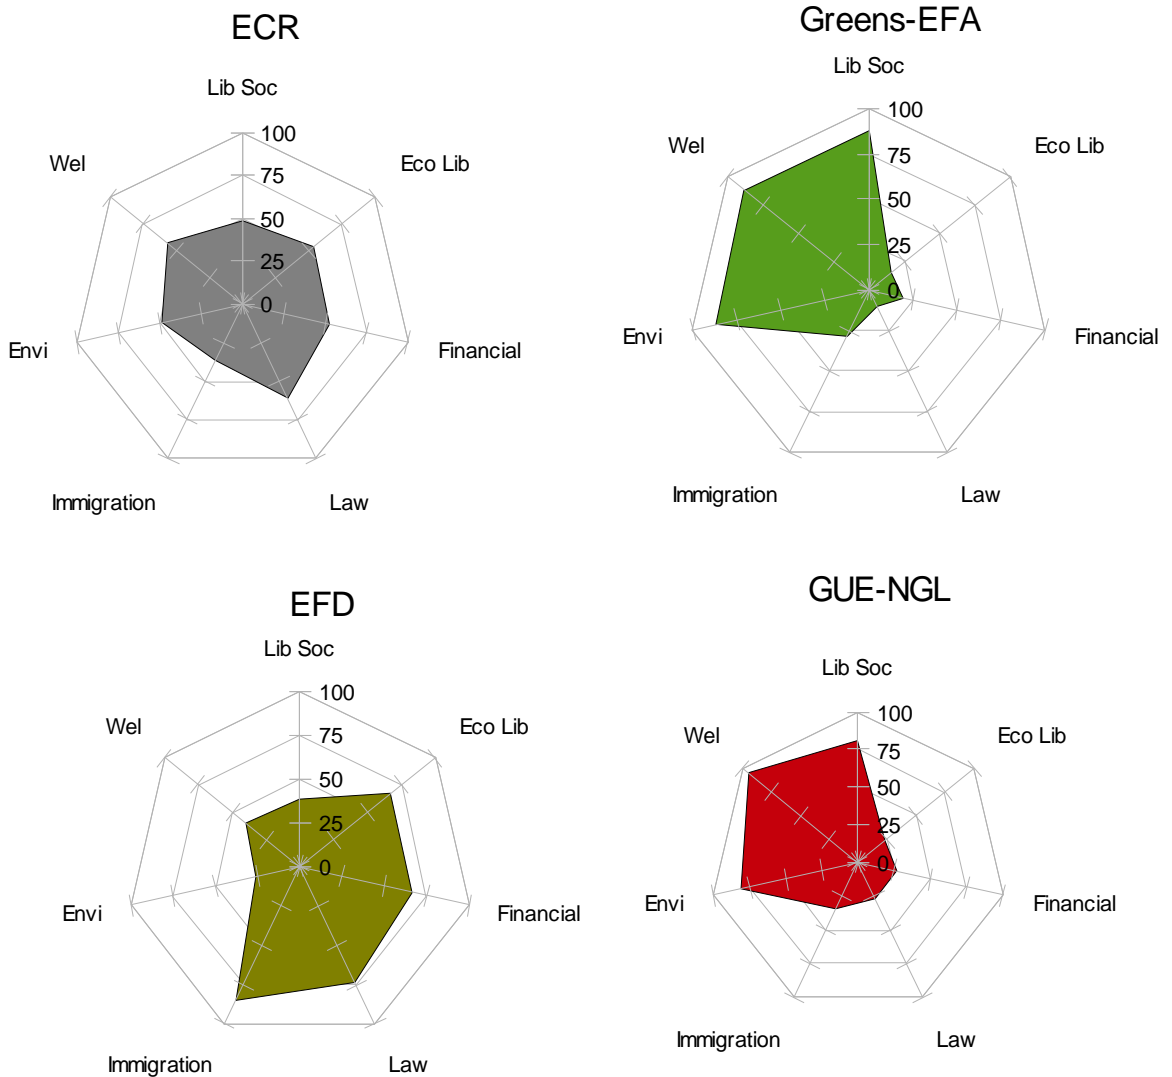 ECR
Lib Soc
Eco Lib
Financial
Law
Immigration
Envi
Wel
100
75
50
25
0
Greens-EFA
Lib Soc
Eco Lib
Financial
Law
Immigration
Envi
Wel
100
75
50
25
0
EFD
Lib Soc
Eco Lib
Financial
Law
Immigration
Envi
Wel
100
75
50
25
0
GUE-NGL
Lib Soc
Eco Lib
Financial
Law
Immigration
Envi
Wel
100
75
50
25
0